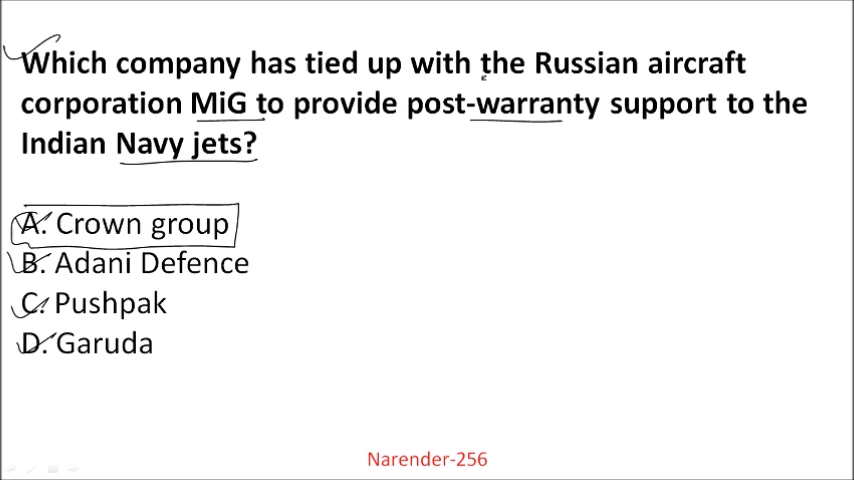 Which company has tied up with the Russian aircraft
corporation MiG to provide post-warranty support to the
Indian Navy jets?
A. Crown group
B. Adani Defence
C. Pushpak
D. Garuda
Narender-256